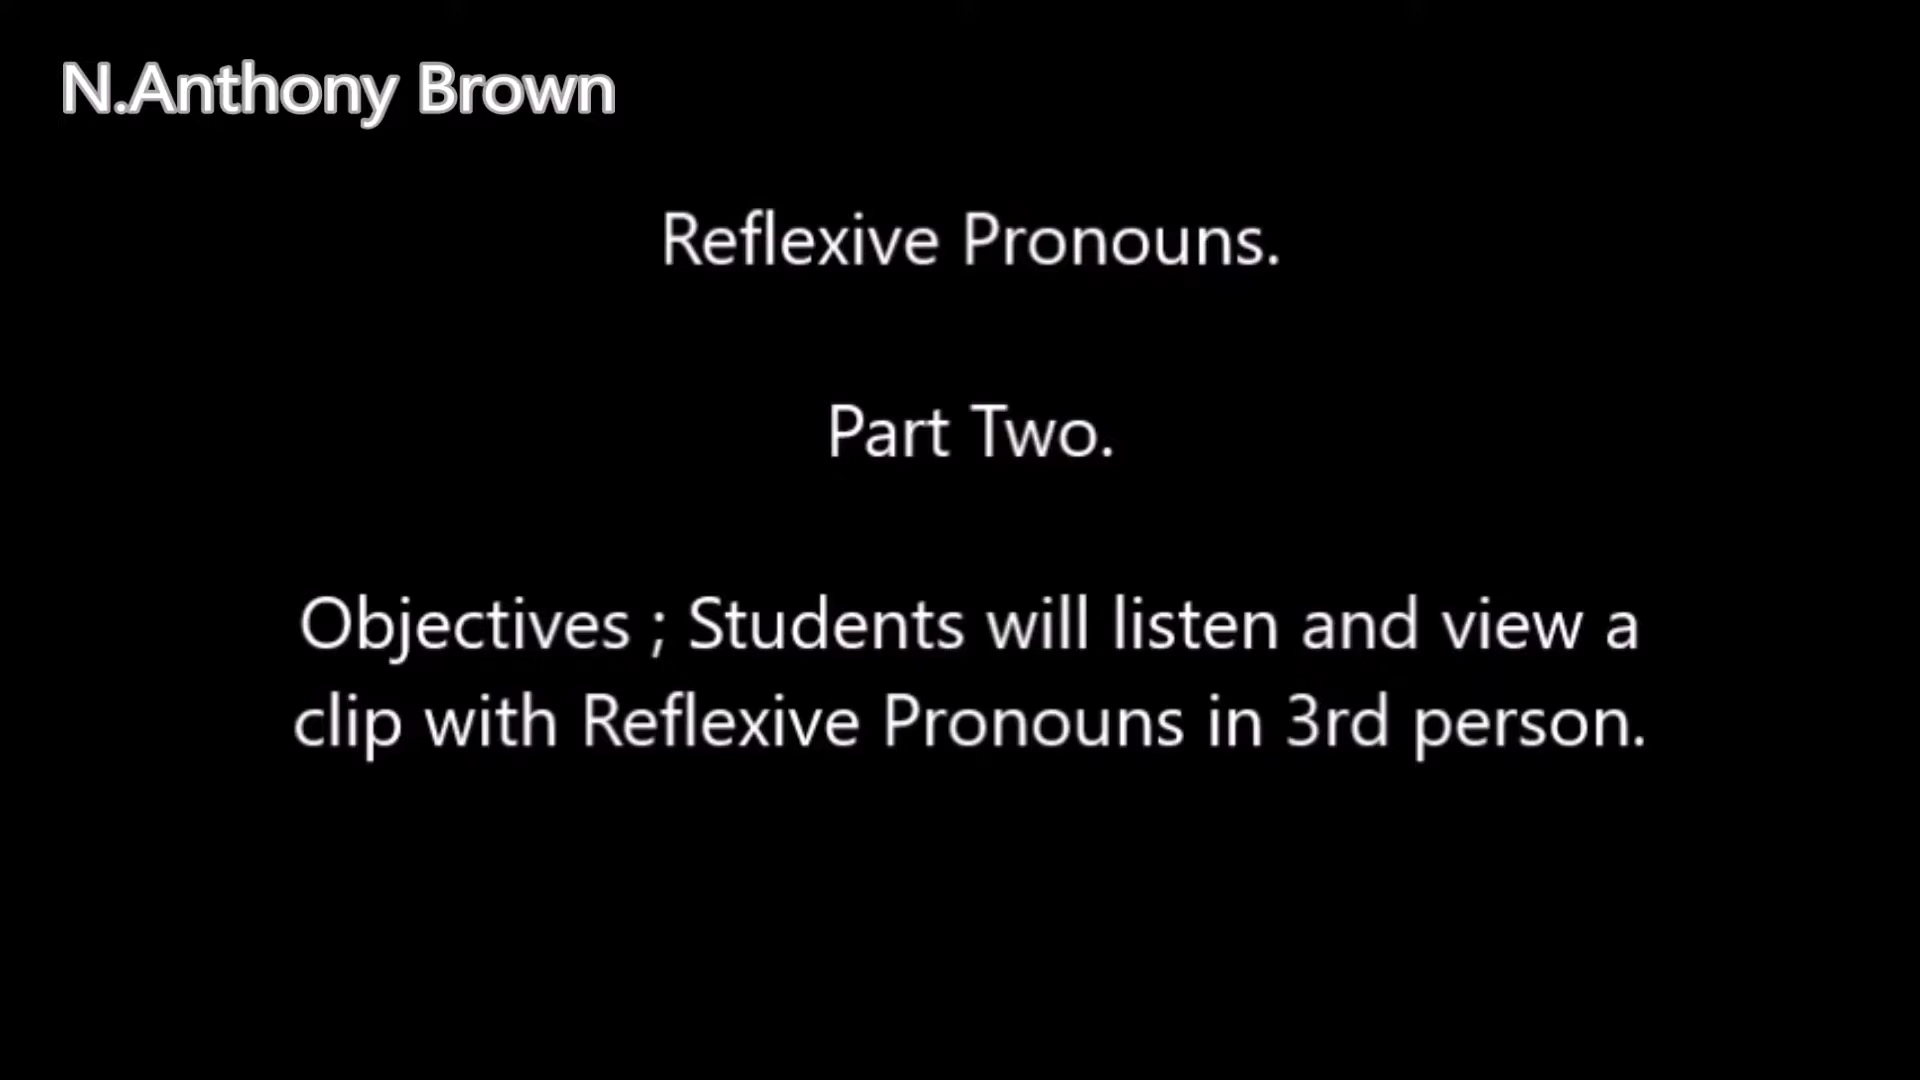 N.Anthony Brown
Reflexive Pronouns.
Part Two.
Objectives ; Students will listen and view a
clip with Reflexive Pronouns in 3rd person.